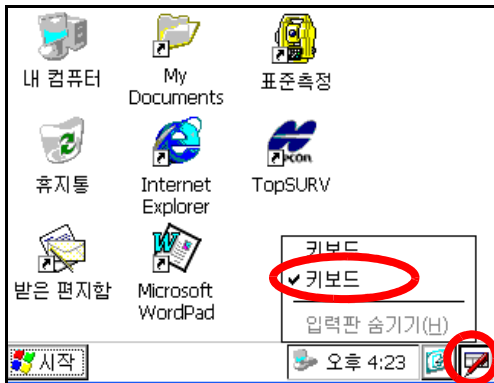 내 컴퓨터
My
Documents
표준측정
휴지통
Internet
Explorer
TopSURV
받은 편지함
Microsoft
WordPad
키보드
키보드
입력판 숨기기(H)
시작
오후 4:23